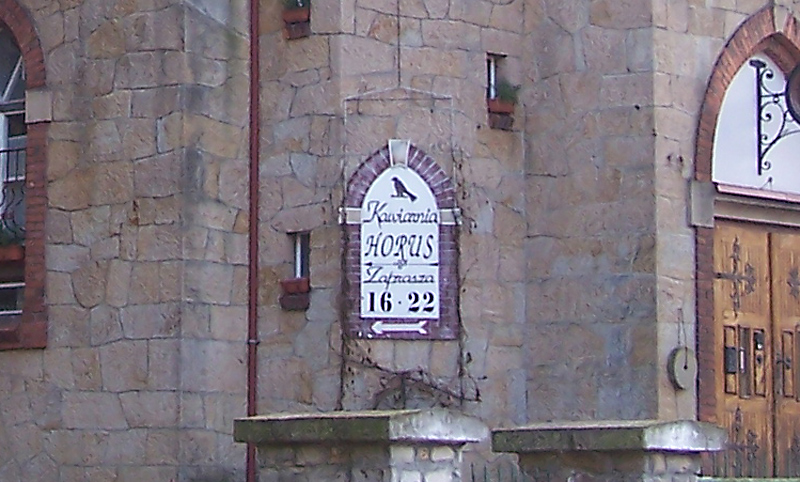 Kawiarnia
HORUS
Zaprasza
16 · 22